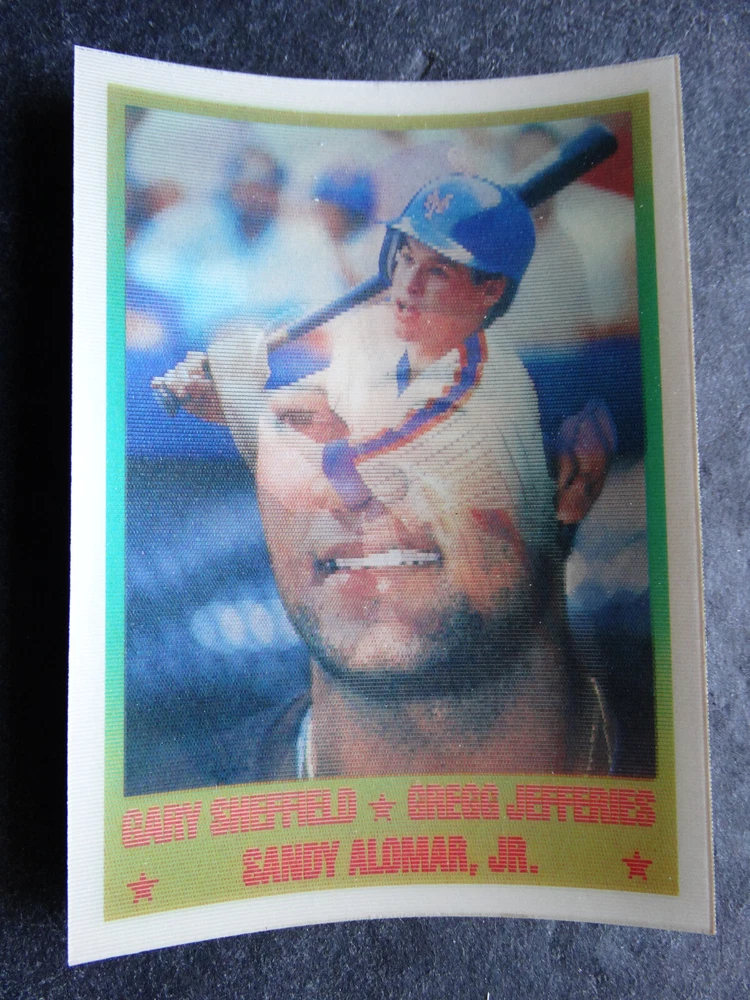 GARY SHEFFIELD ★ GREGG JEFFERIES
★ SANDY ALOMAR, JR. ★